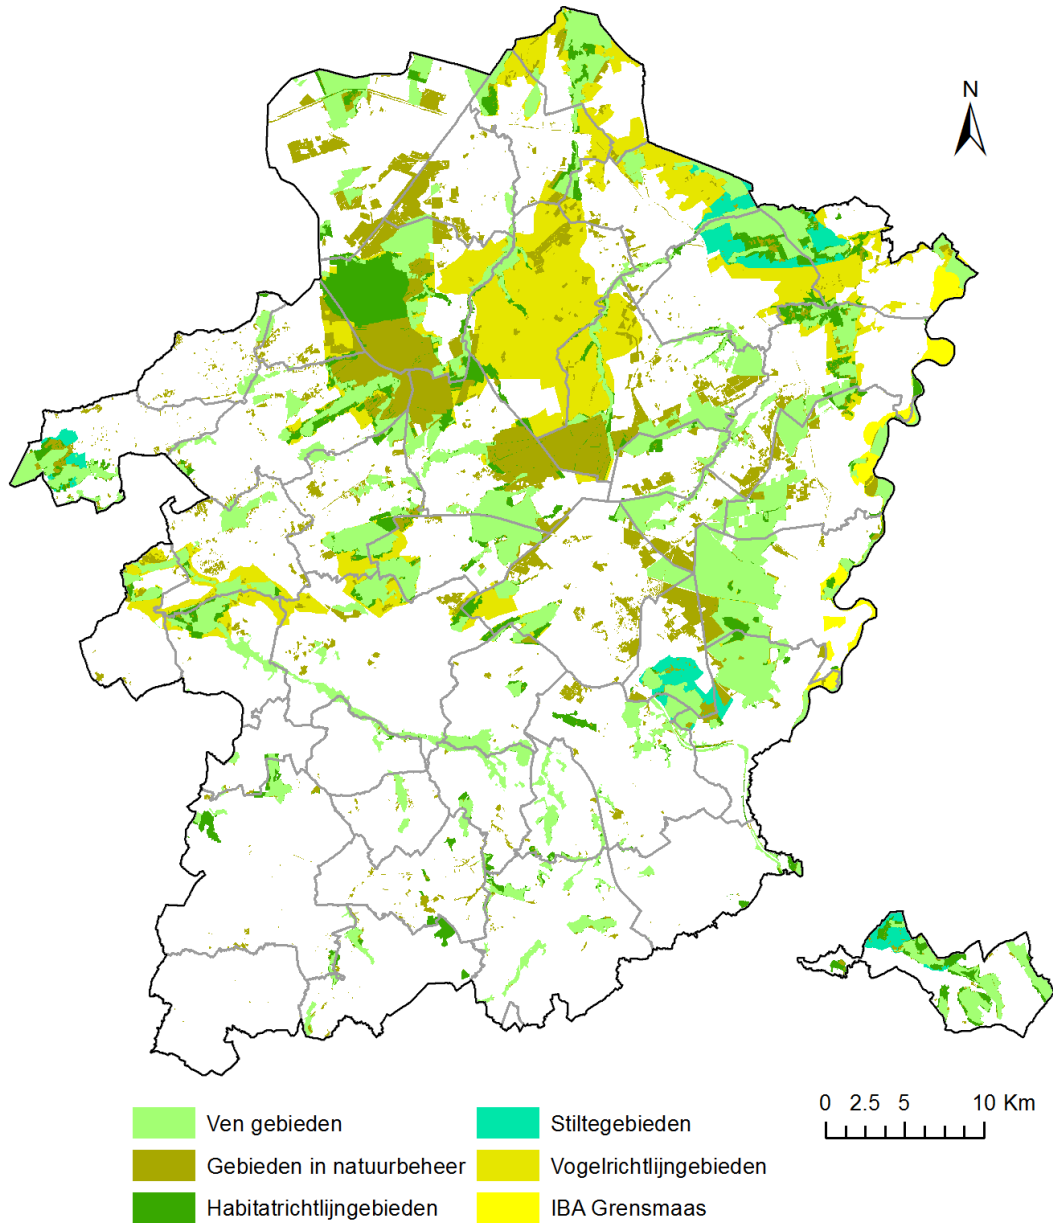 N
0 2.5 5 10 Km
Ven gebieden
Gebieden in natuurbeheer
Habitatrichtlijngebieden
Stiltegebieden
Vogelrichtlijngebieden
IBA Grensmaas